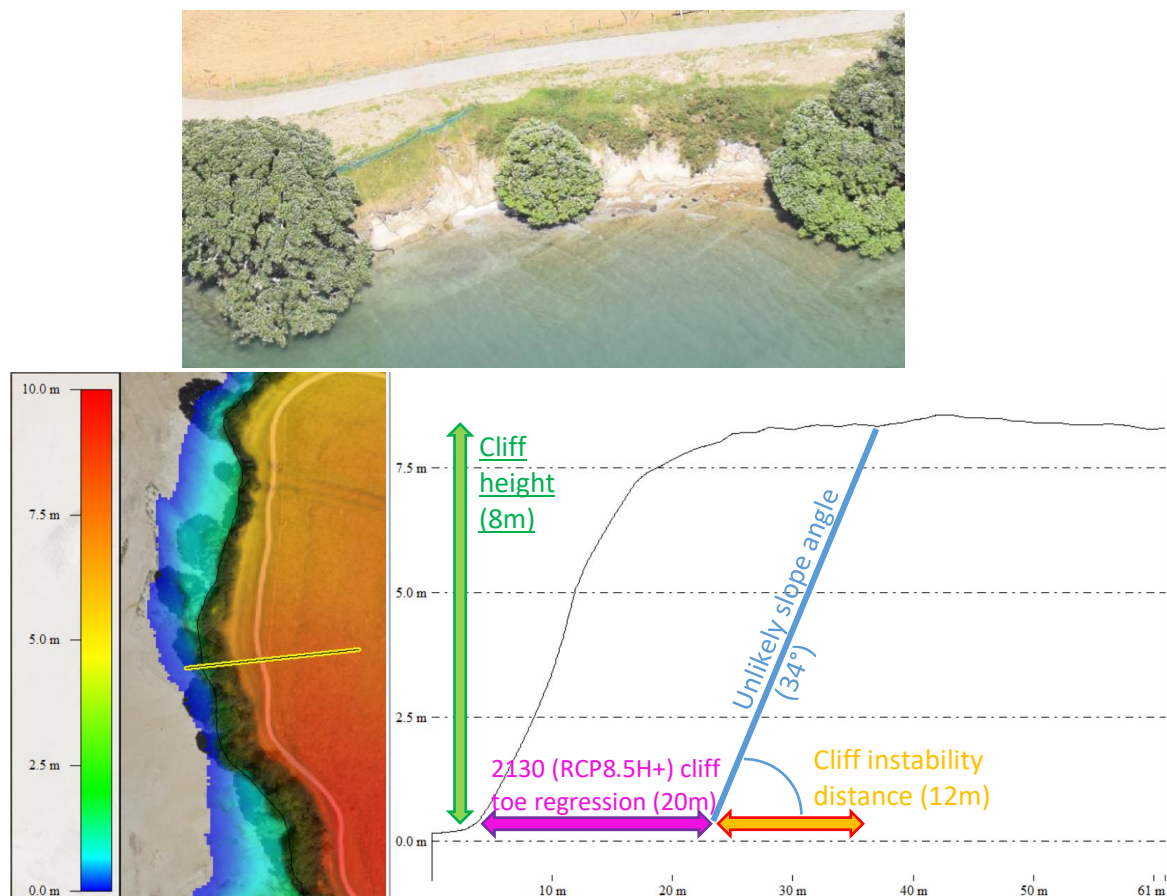 10.0 m
7.5 m
5.0 m
2.5 m
0.0 m
Cliff
height
(8m)
7.5 m
5.0 m
2.5 m
0.0 m
Unlikely slope angle
(34°)
2130 (RCP8.5H+) cliff
toe regression (20m)
Cliff instability
distance (12m)
10 m
20 m
30 m
40 m
50 m
61 m